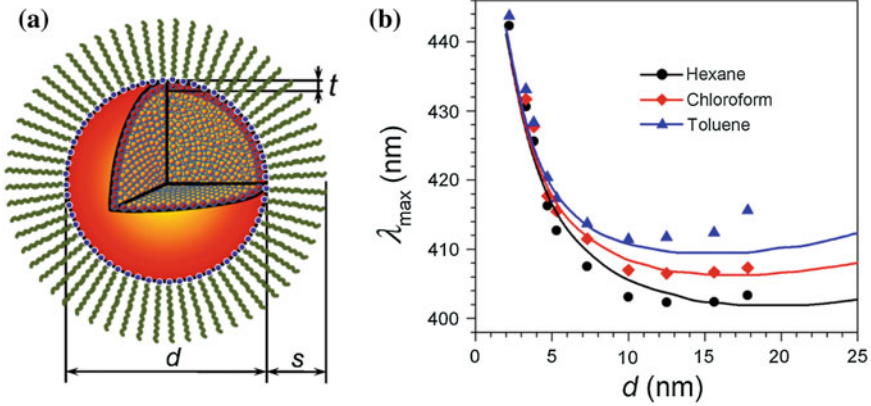 (a)
t
d
s
(b)
λmax (nm)
440
430
420
410
400
Hexane
Chloroform
Toluene
0
5
10
15
20
25
d (nm)